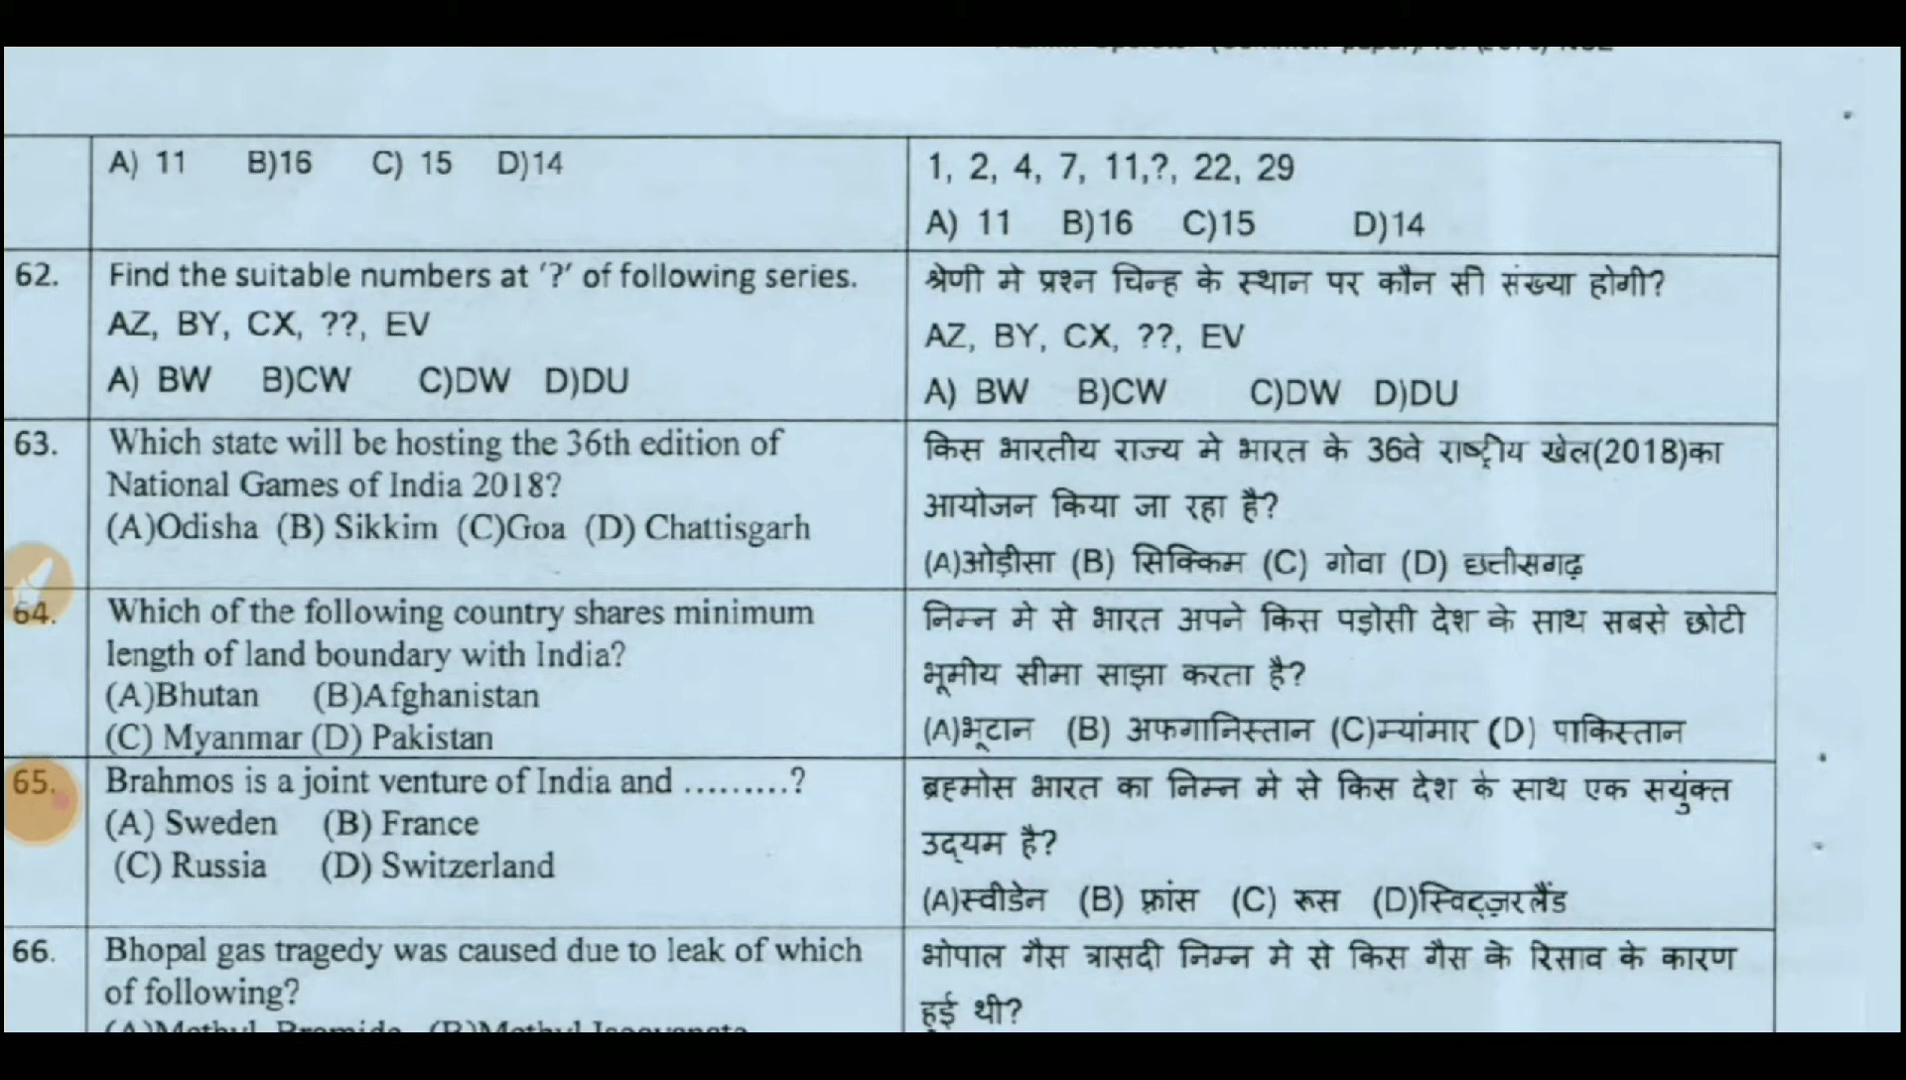 A) 11 B)16 C) 15 D)14
1, 2, 4, 7, 11,?, 22, 29
A) 11 B)16 C)15 D)14
62.
Find the suitable numbers at ‘?’ of following series.
AZ, BY, CX, ??, EV
A) BW B)CW C)DW D)DU
श्रेणी मे प्रश्न चिन्ह के स्थान पर कौन सी संख्या होगी?
AZ, BY, CX, ??, EV
A) BW B)CW C)DW D)DU
63.
Which state will be hosting the 36th edition of
National Games of India 2018?
(A)Odisha (B) Sikkim (C)Goa (D) Chattisgarh
किस भारतीय राज्य मे भारत के 36वे राष्ट्रीय खेल(2018)का
आयोजन किया जा रहा है?
(A)ओड़ीसा (B) सिक्किम (C) गोवा (D) छत्तीसगढ़
64.
Which of the following country shares minimum
length of land boundary with India?
(A)Bhutan (B)Afghanistan
(C) Myanmar (D) Pakistan
निम्न मे से भारत अपने किस पड़ोसी देश के साथ सबसे छोटी
भूमीय सीमा साझा करता है?
(A)भूटान (B) अफगानिस्तान (C)म्यांमार (D) पाकिस्तान
65.
Brahmos is a joint venture of India and .........?
(A) Sweden (B) France
(C) Russia (D) Switzerland
ब्रह्मोस भारत का निम्न मे से किस देश के साथ एक सयुंक्त
उद्यम है?
(A)स्वीडेन (B) फ़्रांस (C) रूस (D)स्विट्ज़रलैंड
66.
Bhopal gas tragedy was caused due to leak of which
of following?
(A)Methyl Bromide (B)Methyl Isocyanate
भोपाल गैस त्रासदी निम्न मे से किस गैस के रिसाव के कारण
हुई थी?